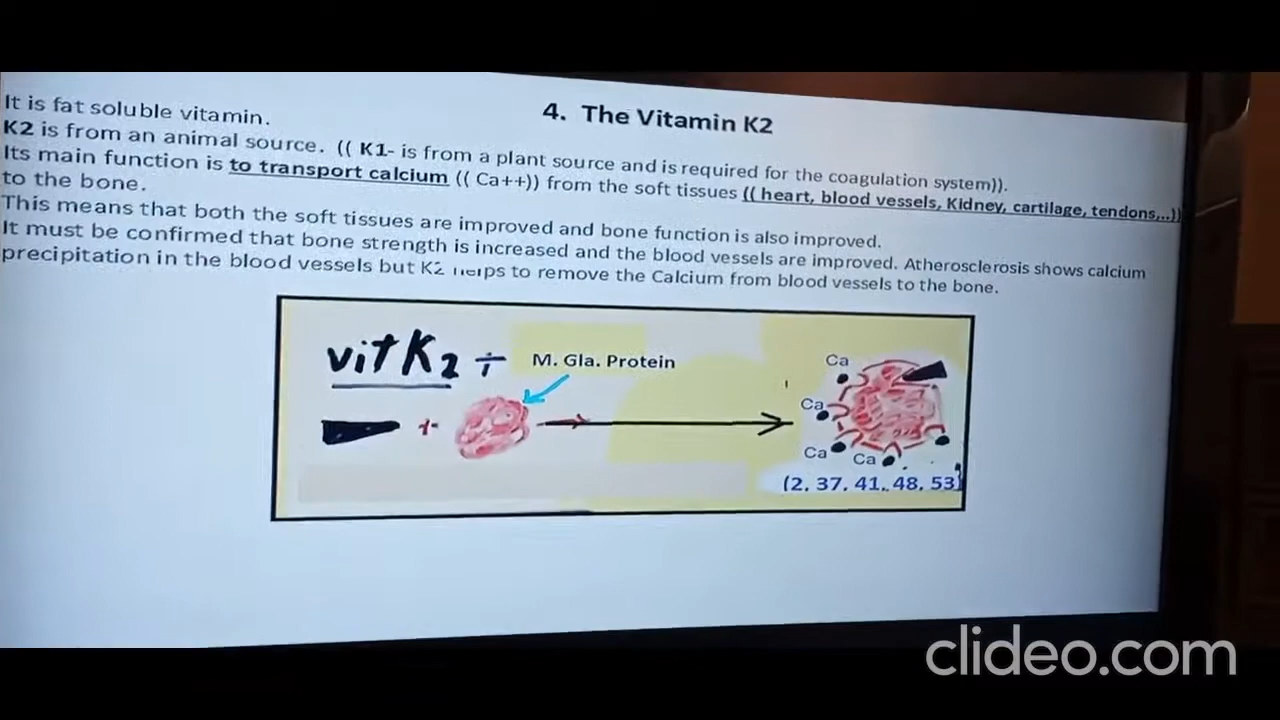 4. The Vitamin K2
It is fat soluble vitamin.
K2 is from an animal source. (( K1- is from a plant source and is required for the coagulation system)).
Its main function is to transport calcium (( Ca++)) from the soft tissues (( heart, blood vessels, Kidney, cartilage, tendons,...))
to the bone.
This means that both the soft tissues are improved and bone function is also improved.
It must be confirmed that bone strength is increased and the blood vessels are improved. Atherosclerosis shows calcium
precipitation in the blood vessels but K2 helps to remove the Calcium from blood vessels to the bone.
vit K2 +
M. Gla. Protein
+
Ca
Ca
Ca
Ca
(2, 37, 41, 48, 53)
clideo.com